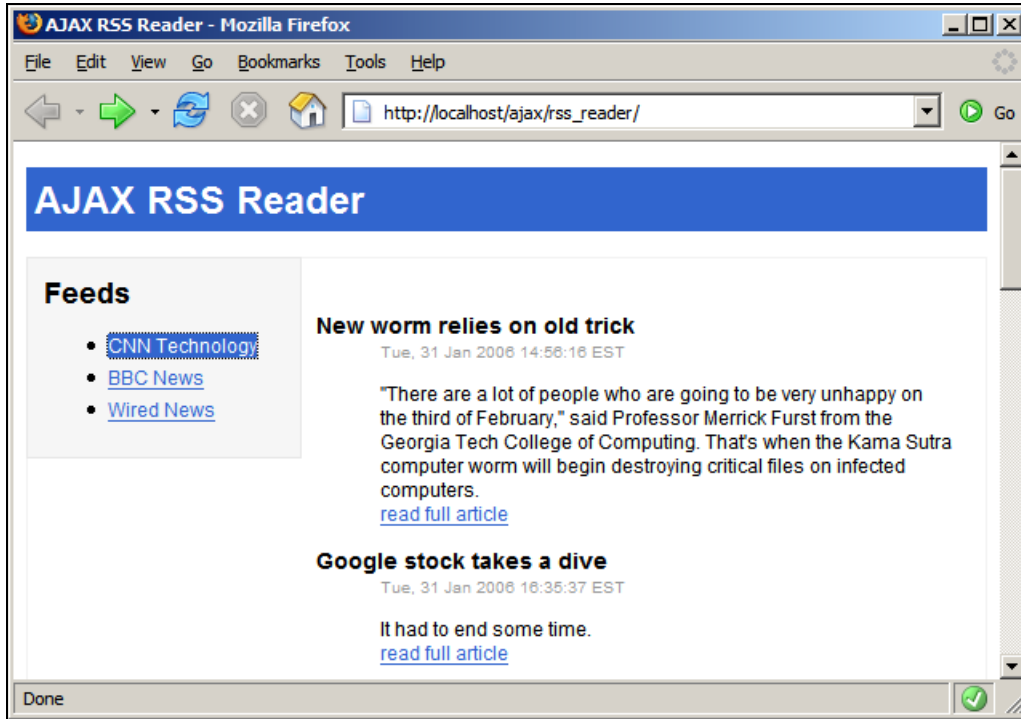 AJAX RSS Reader - Mozilla Firefox
File Edit View Go Bookmarks Tools Help
http://localhost/ajax/rss_reader/ Go
AJAX RSS Reader
Feeds
CNN Technology
BBC News
Wired News
New worm relies on old trick
Tue, 31 Jan 2006 14:56:16 EST
"There are a lot of people who are going to be very unhappy on
the third of February," said Professor Merrick Furst from the
Georgia Tech College of Computing. That's when the Kama Sutra
computer worm will begin destroying critical files on infected
computers.
read full article
Google stock takes a dive
Tue, 31 Jan 2006 16:35:37 EST
It had to end some time.
read full article
Done